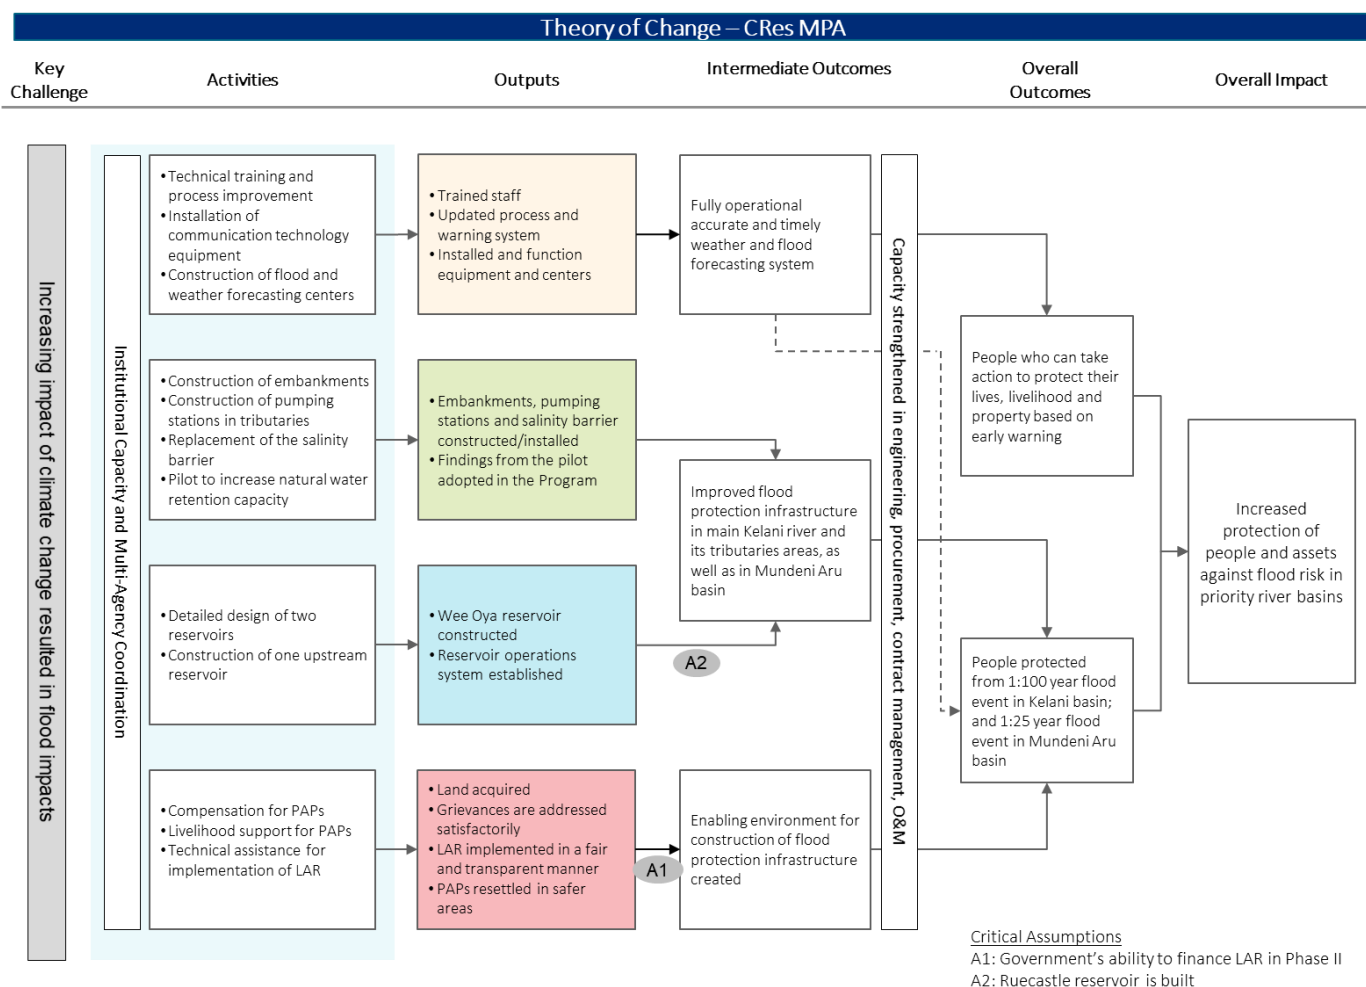 Theory of Change – CRes MPA
Key
Challenge
Activities
Outputs
Intermediate Outcomes
Overall
Outcomes
Overall Impact
Increasing impact of climate change resulted in flood impacts
Institutional Capacity and Multi-Agency Coordination
• Technical training and
process improvement
• Installation of
communication technology
equipment
• Construction of flood and
weather forecasting centers
• Trained staff
• Updated process and
warning system
• Installed and function
equipment and centers
Fully operational
accurate and timely
weather and flood
forecasting system
• Construction of embankments
• Construction of pumping
stations in tributaries
• Replacement of the salinity
barrier
• Pilot to increase natural water
retention capacity
• Embankments, pumping
stations and salinity barrier
constructed/installed
• Findings from the pilot
adopted in the Program
Improved flood
protection infrastructure
in main Kelani river and
its tributaries areas, as
well as in Mundeni Aru
basin
• Detailed design of two
reservoirs
• Construction of one upstream
reservoir
• Wee Oya reservoir
constructed
• Reservoir operations
system established
A2
• Compensation for PAPs
• Livelihood support for PAPs
• Technical assistance for
implementation of LAR
• Land acquired
• Grievances are addressed
satisfactorily
• LAR implemented in a fair
and transparent manner
• PAPs resettled in safer
areas
A1
Enabling environment for
construction of flood
protection infrastructure
created
Capacity strengthened in engineering, procurement, contract management, O&M
People who can take
action to protect their
lives, livelihood and
property based on
early warning
People protected
from 1:100 year flood
event in Kelani basin;
and 1:25 year flood
event in Mundeni Aru
basin
Increased
protection of
people and assets
against flood risk in
priority river basins
Critical Assumptions
A1: Government’s ability to finance LAR in Phase II
A2: Ruecastle reservoir is built